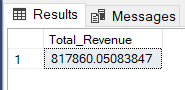 Results Messages
Total_Revenue
1 817860.05083847